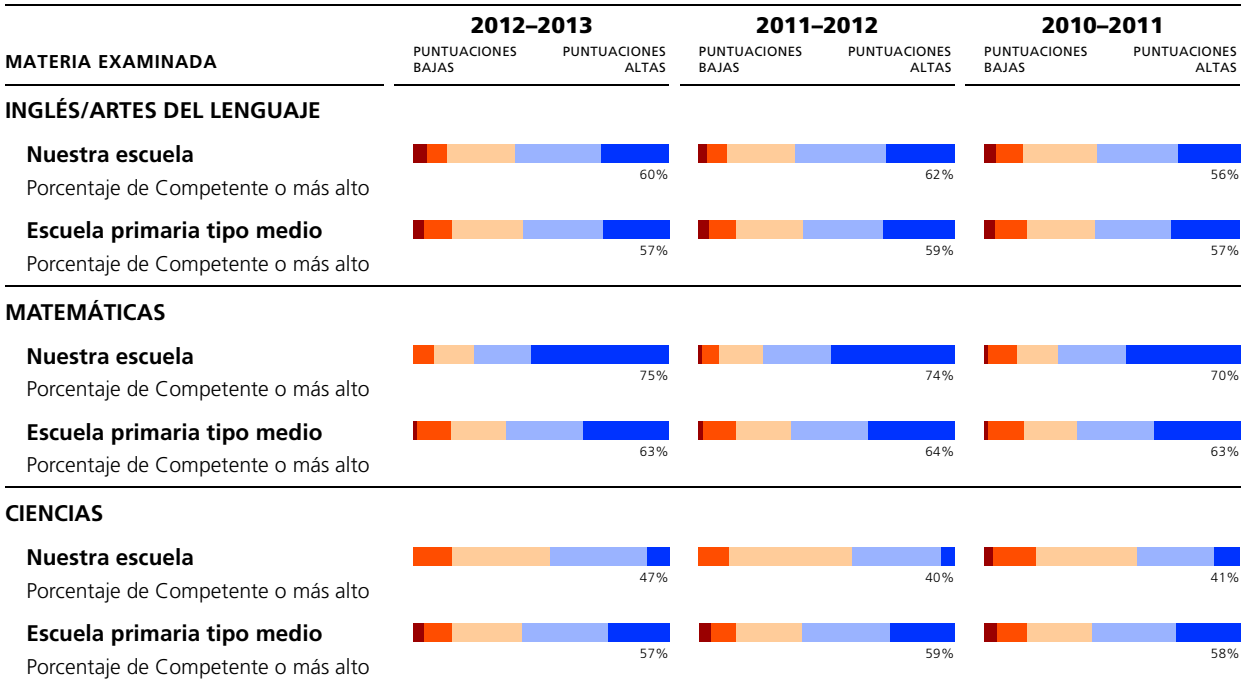 2012–2013 2011–2012 2010–2011
MATERIA EXAMINADA
PUNTUACIONES BAJAS PUNTUACIONES ALTAS PUNTUACIONES BAJAS PUNTUACIONES ALTAS PUNTUACIONES BAJAS PUNTUACIONES ALTAS
INGLÉS/ARTES DEL LENGUAJE
Nuestra escuela
Porcentaje de Competente o más alto 60% 62% 56%
Escuela primaria tipo medio
Porcentaje de Competente o más alto 57% 59% 57%
MATEMÁTICAS
Nuestra escuela
Porcentaje de Competente o más alto 75% 74% 70%
Escuela primaria tipo medio
Porcentaje de Competente o más alto 63% 64% 63%
CIENCIAS
Nuestra escuela
Porcentaje de Competente o más alto 47% 40% 41%
Escuela primaria tipo medio
Porcentaje de Competente o más alto 57% 59% 58%